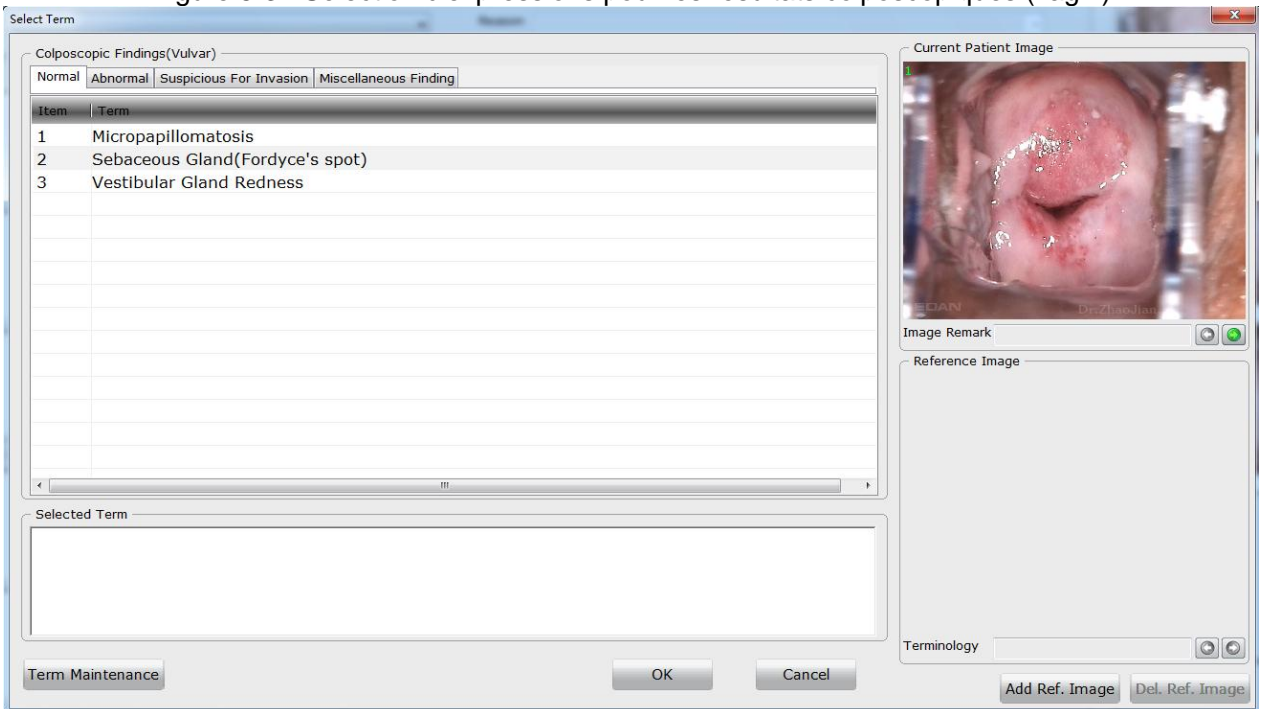 Select Term
Colposcopic Findings(Vulvar)
Normal Abnormal Suspicious For Invasion Miscellaneous Finding
Item Term
1 Micropapillomatosis
2 Sebaceous Gland(Fordyce's spot)
3 Vestibular Gland Redness
Selected Term
Term Maintenance
OK
Cancel
Current Patient Image
1
Image Remark
Reference Image
Terminology
Add Ref. Image
Del. Ref. Image